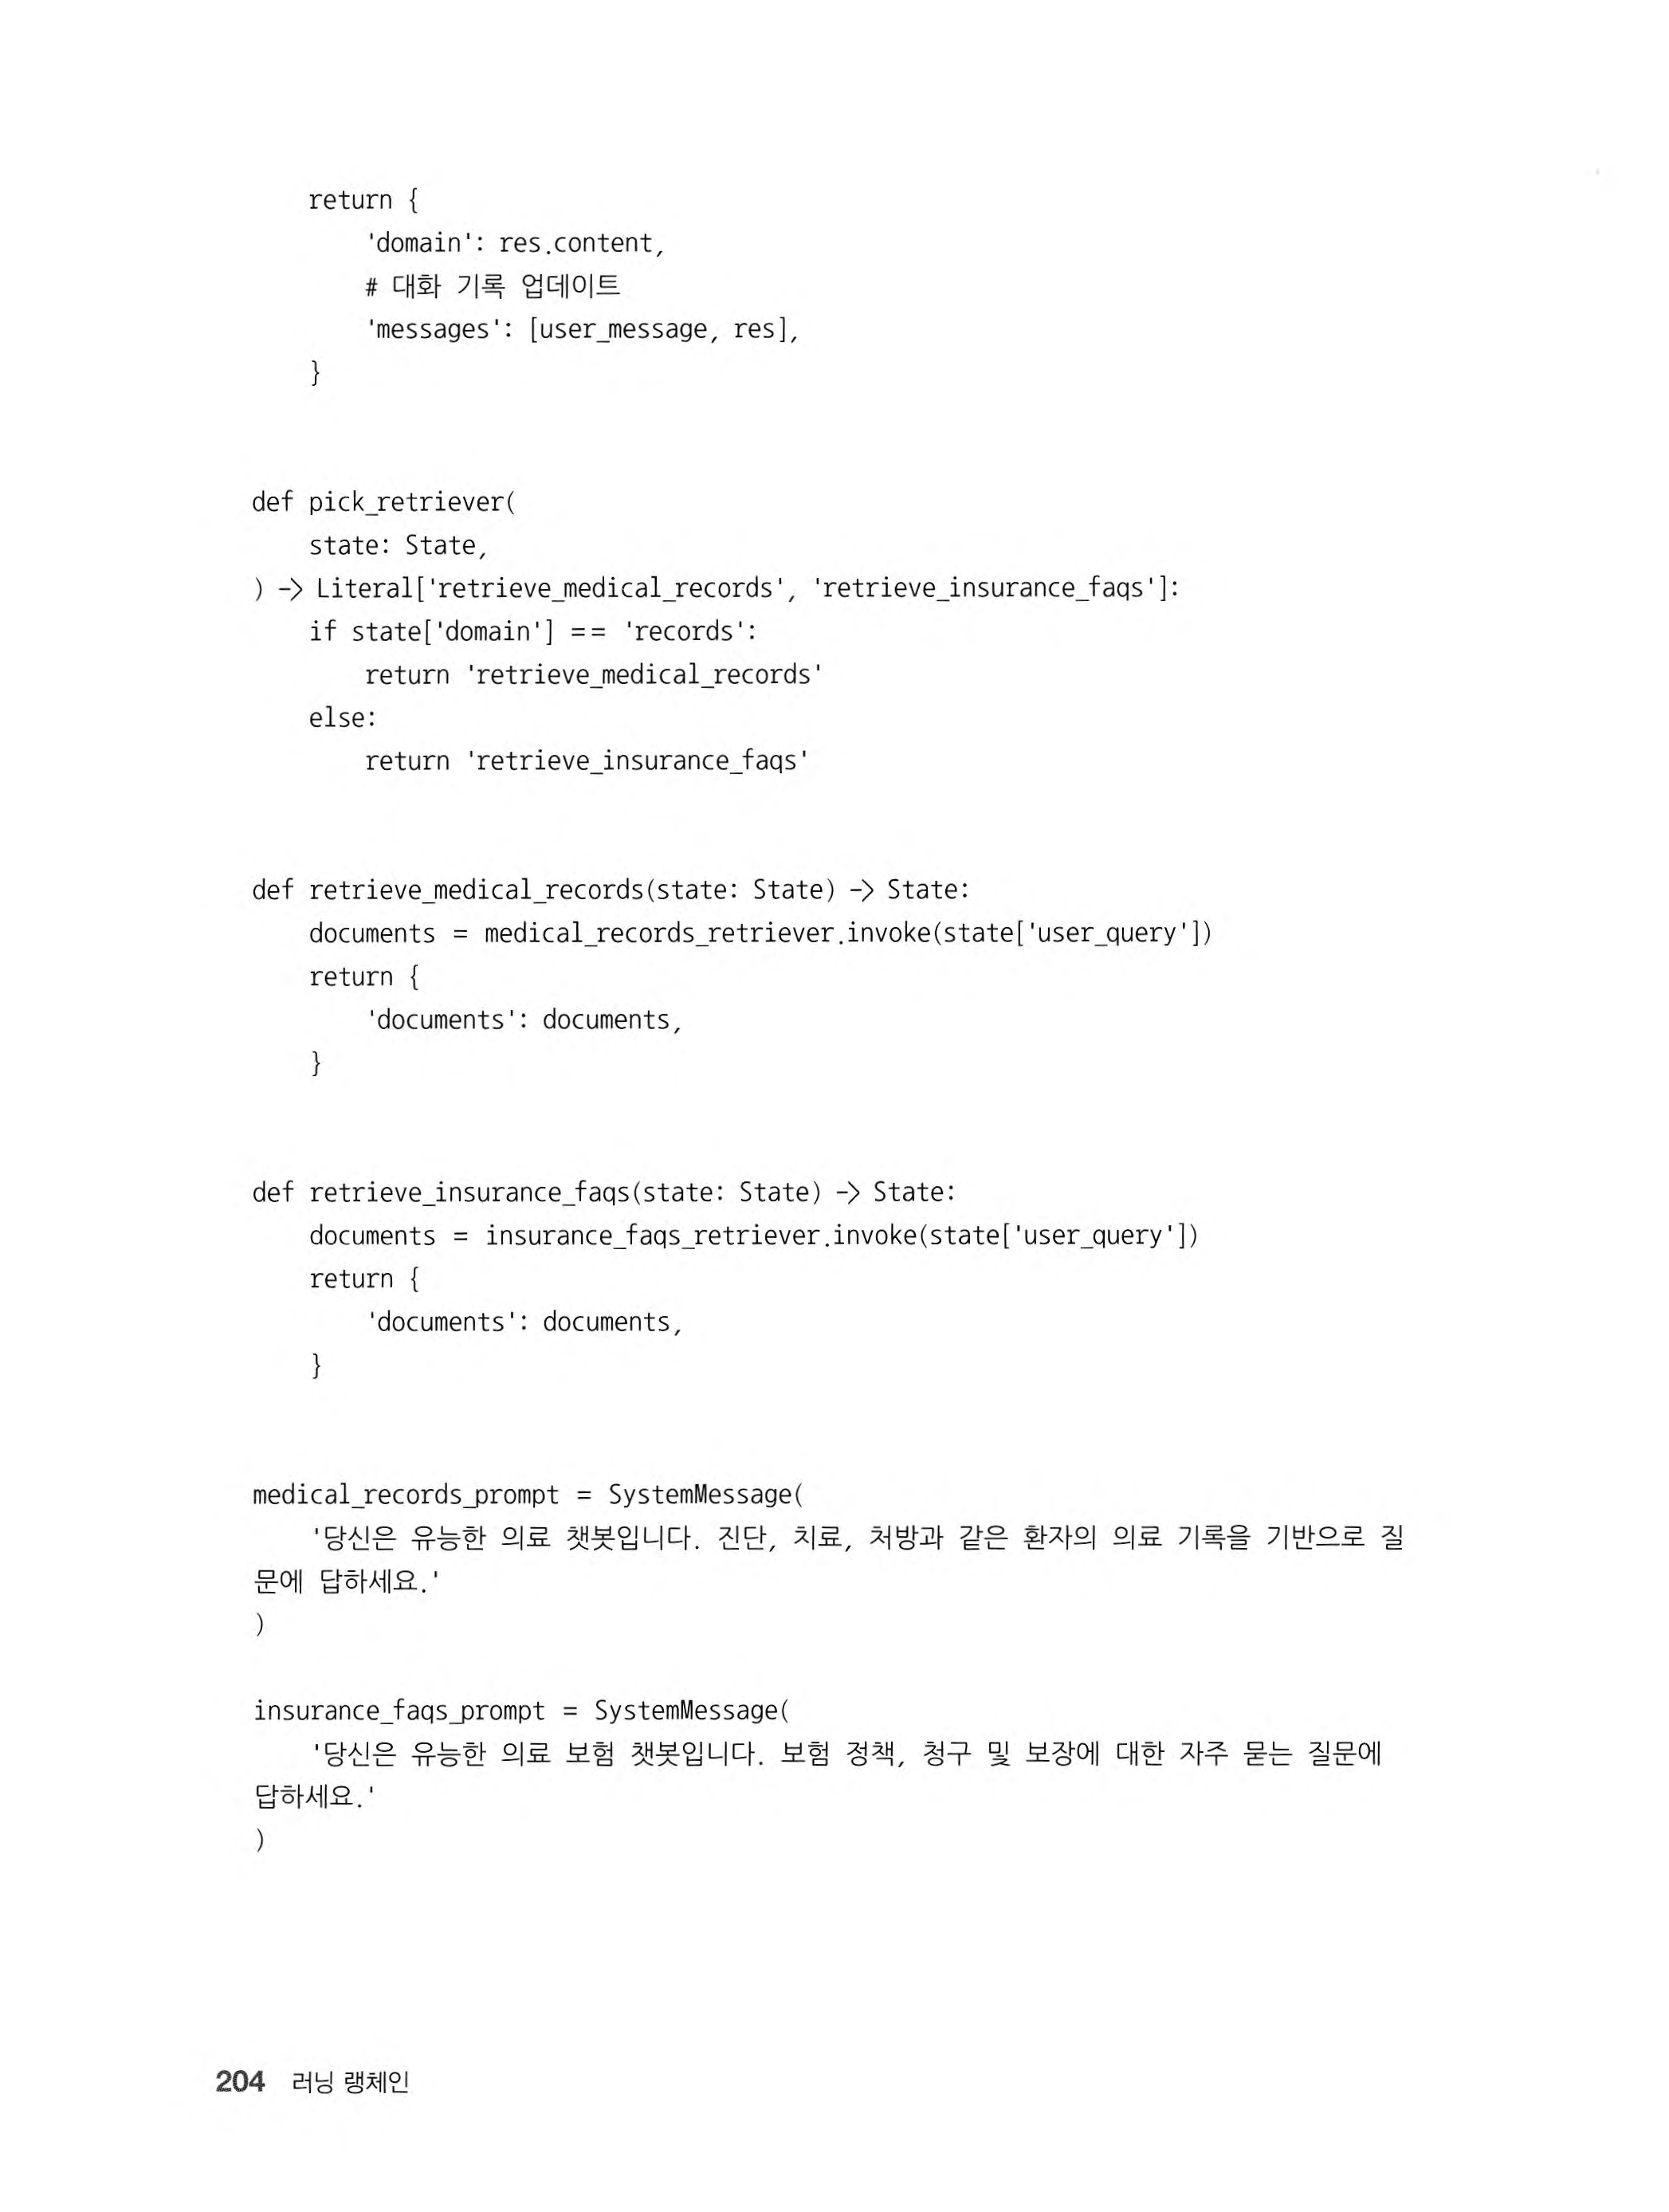 return {
        'domain': res.content,
        # 대화 기록 업데이트
        'messages': [user_message, res],
    }
def pick_retriever(
    state: State,
) -> Literal['retrieve_medical_records', 'retrieve_insurance_faqs']:
    if state['domain'] == 'records':
        return 'retrieve_medical_records'
    else:
        return 'retrieve_insurance_faqs'
def retrieve_medical_records(state: State) -> State:
    documents = medical_records_retriever.invoke(state['user_query'])
    return {
        'documents': documents,
    }
def retrieve_insurance_faqs(state: State) -> State:
    documents = insurance_faqs_retriever.invoke(state['user_query'])
    return {
        'documents': documents,
    }
medical_records_prompt = SystemMessage(
    '당신은 유능한 의료 챗봇입니다. 진단, 치료, 처방과 같은 환자의 의료 기록을 기반으로 질
문에 답하세요.'
)
insurance_faqs_prompt = SystemMessage(
    '당신은 유능한 의료 보험 챗봇입니다. 보험 정책, 청구 및 보장에 대한 자주 묻는 질문에
답하세요.'
)
204 러닝 랭체인